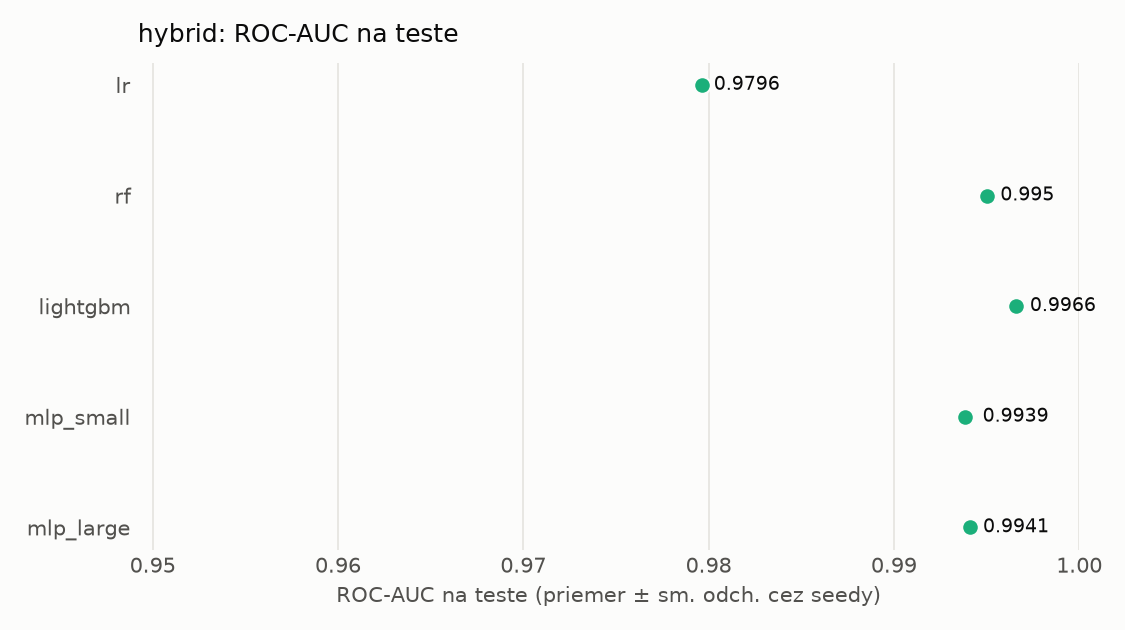 hybrid: ROC-AUC na teste
lr
0.9796
rf
0.995
lightgbm
0.9966
mlp_small
0.9939
mlp_large
0.9941
0.95 0.96 0.97 0.98 0.99 1.00
ROC-AUC na teste (priemer ± sm. odch. cez seedy)